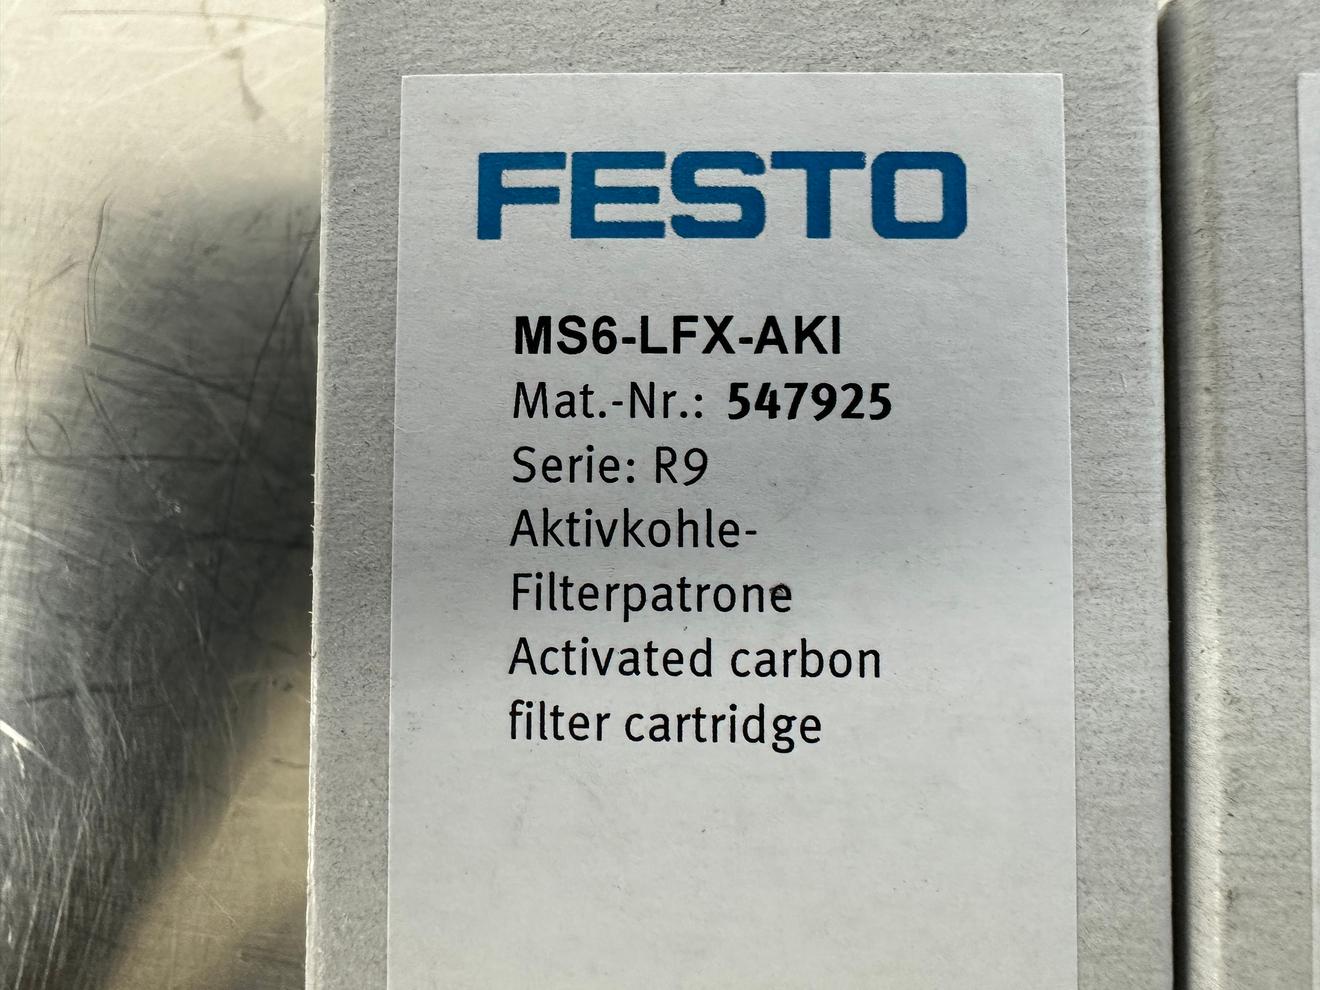 FESTO
MS6-LFX-AKI
Mat.-Nr.: 547925
Serie: R9
Aktivkohle-
Filterpatrone
Activated carbon
filter cartridge